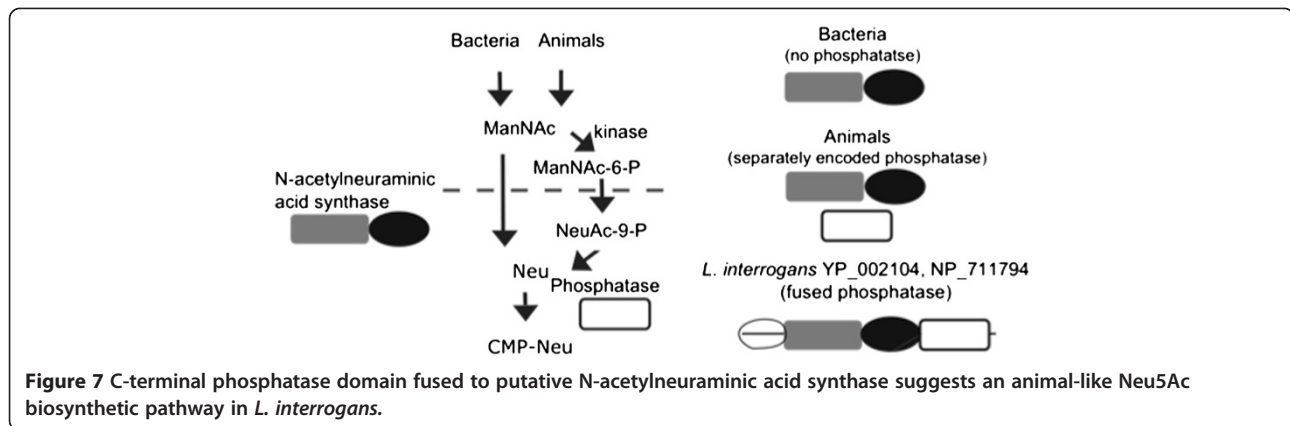 Bacteria Animals
ManNAc
kinase
ManNAc-6-P
N-acetylneuraminic
acid synthase
NeuAc-9-P
Neu
Phosphatase
CMP-Neu
Bacteria
(no phosphatatse)
Animals
(separately encoded phosphatase)
L. interrogans YP_002104, NP_711794
(fused phosphatase)
Figure 7 C-terminal phosphatase domain fused to putative N-acetylneuraminic acid synthase suggests an animal-like Neu5Ac
biosynthetic pathway in L. interrogans.